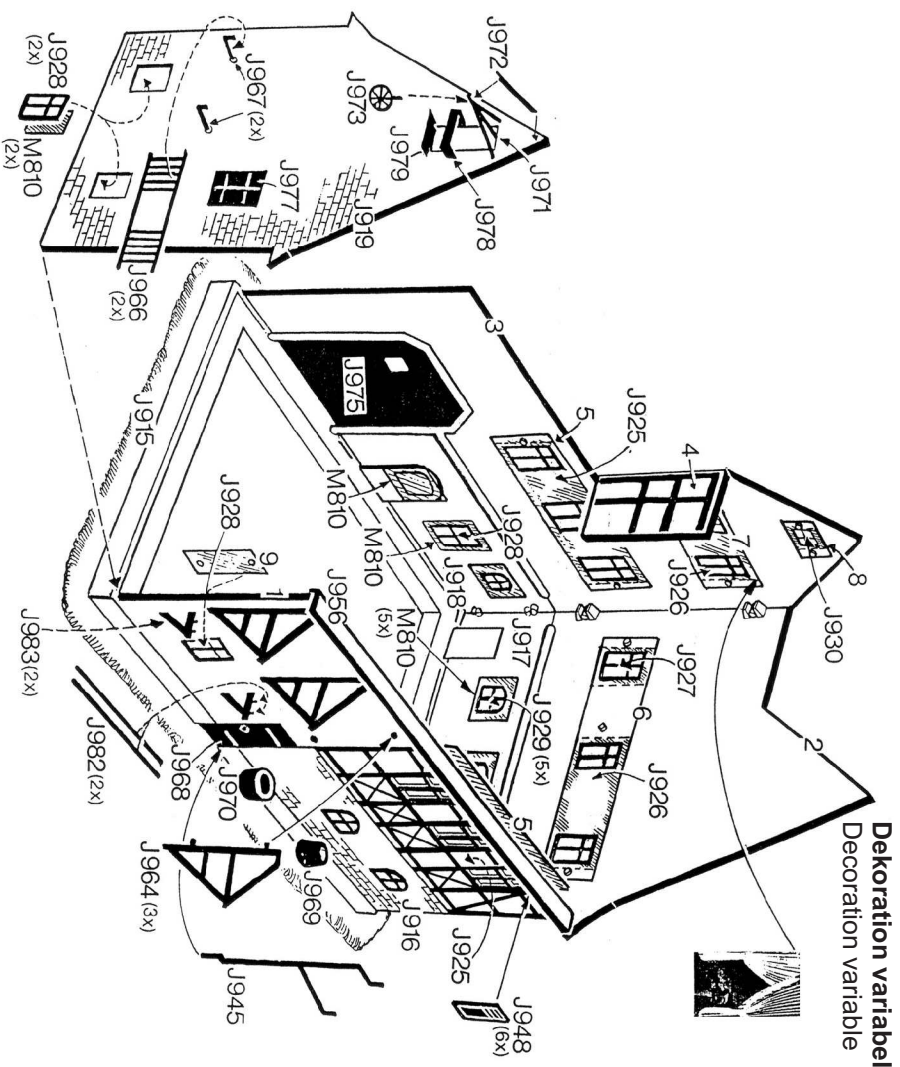 Dekoration variabel
Decoration variable
J972
J971
J973
J979
J978
J967 (2x)
J928
(2x)
M810
(2x)
J977
J919
J966
(2x)
3
J925
5
4
7
J926
8
J930
J975
M810
J928
M810
J918
J917
M810
(5x)
J929 (5x)
J927
6
J926
2
J915
J928
9
1
J956
J983 (2x)
J982 (2x)
J968
J970
J969
J964 (3x)
J916
J945
J925
5
J948
(6x)